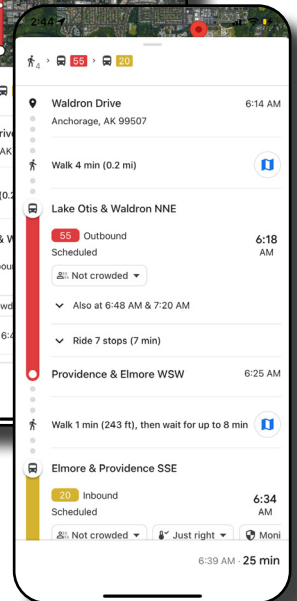 2:44
4 55 20
Waldron Drive 6:14 AM
Anchorage, AK 99507
Walk 4 min (0.2 mi)
Lake Otis & Waldron NNE
55 Outbound 6:18
Scheduled AM
Not crowded
Also at 6:48 AM & 7:20 AM
Ride 7 stops (7 min)
Providence & Elmore WSW 6:25 AM
Walk 1 min (243 ft), then wait for up to 8 min
Elmore & Providence SSE
20 Inbound 6:34
Scheduled AM
Not crowded Just right Moni
6:39 AM · 25 min